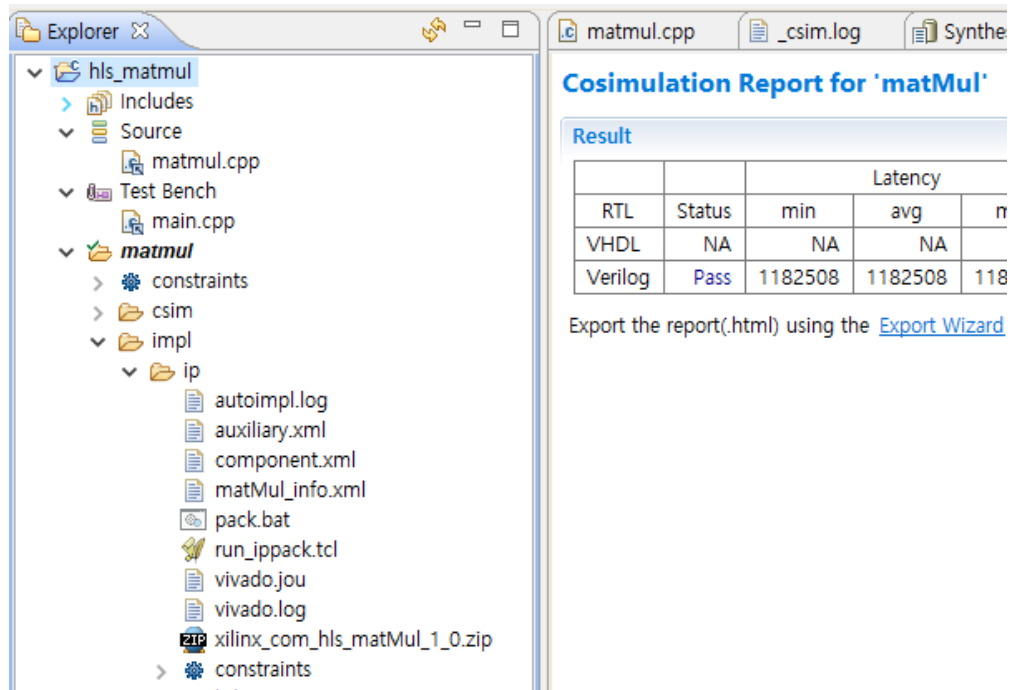 Explorer
hls_matmul
Includes
Source
matmul.cpp
Test Bench
main.cpp
matmul
constraints
csim
impl
ip
autoimpl.log
auxiliary.xml
component.xml
matMul_info.xml
pack.bat
run_ippack.tcl
vivado.jou
vivado.log
xilinx_com_hls_matMul_1_0.zip
constraints
matmul.cpp _csim.log Synthe
Cosimulation Report for 'matMul'
Result
Latency
RTL Status min avg m
VHDL NA NA NA
Verilog Pass 1182508 1182508 118
Export the report(.html) using the Export Wizard